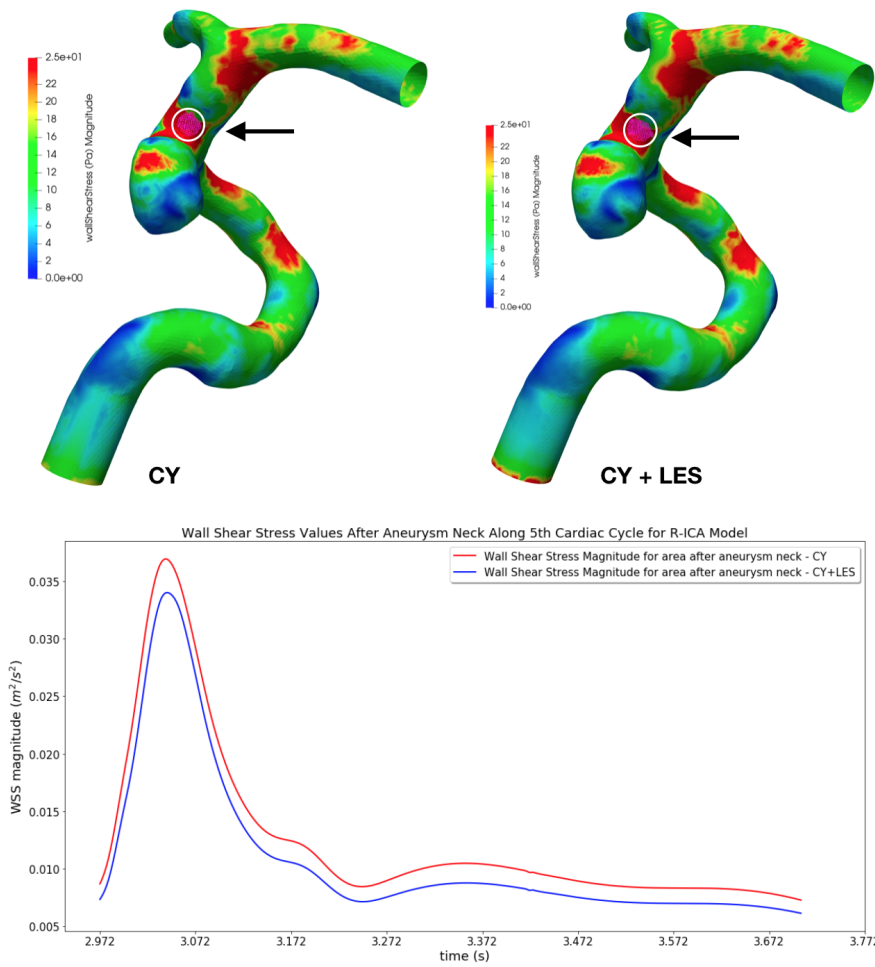 2.5e+01
22
20
18
16
14
12
10
8
6
4
2
0.0e+00
wallShearStress (Pa) Magnitude
2.5e+01
22
20
18
16
14
12
10
8
6
4
2
0.0e+00
wallShearStress (Pa) Magnitude
CY
CY + LES
Wall Shear Stress Values After Aneurysm Neck Along 5th Cardiac Cycle for R-ICA Model
Wall Shear Stress Magnitude for area after aneurysm neck - CY
Wall Shear Stress Magnitude for area after aneurysm neck - CY+LES
WSS magnitude (m²/s²)
0.035
0.030
0.025
0.020
0.015
0.010
0.005
2.972
3.072
3.172
3.272
3.372
3.472
3.572
3.672
3.772
time (s)